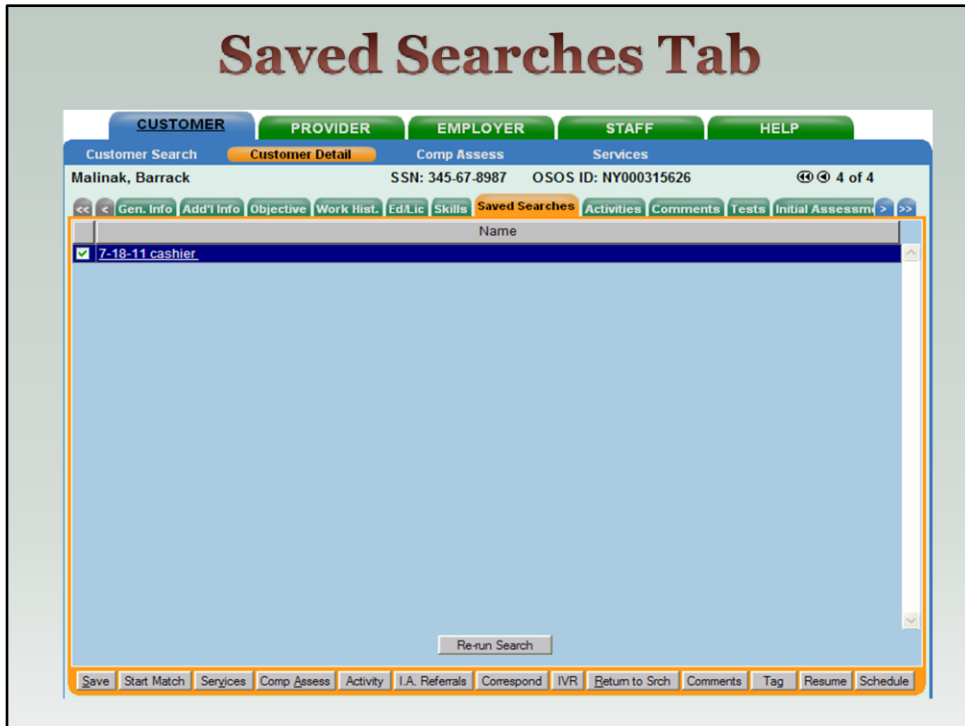 Saved Searches Tab
CUSTOMER PROVIDER EMPLOYER STAFF HELP
Customer Search Customer Detail Comp Assess Services
Malinak, Barrack SSN: 345-67-8987 OSOS ID: NY000315626 4 of 4
<< < Gen. Info Add'l Info Objective Work Hist. Ed/Lic Skills Saved Searches Activities Comments Tests Initial Assessm > >>
Name
7-18-11 cashier
Re-run Search
Save Start Match Services Comp Assess Activity I.A. Referrals Correspond IVR Return to Srch Comments Tag Resume Schedule